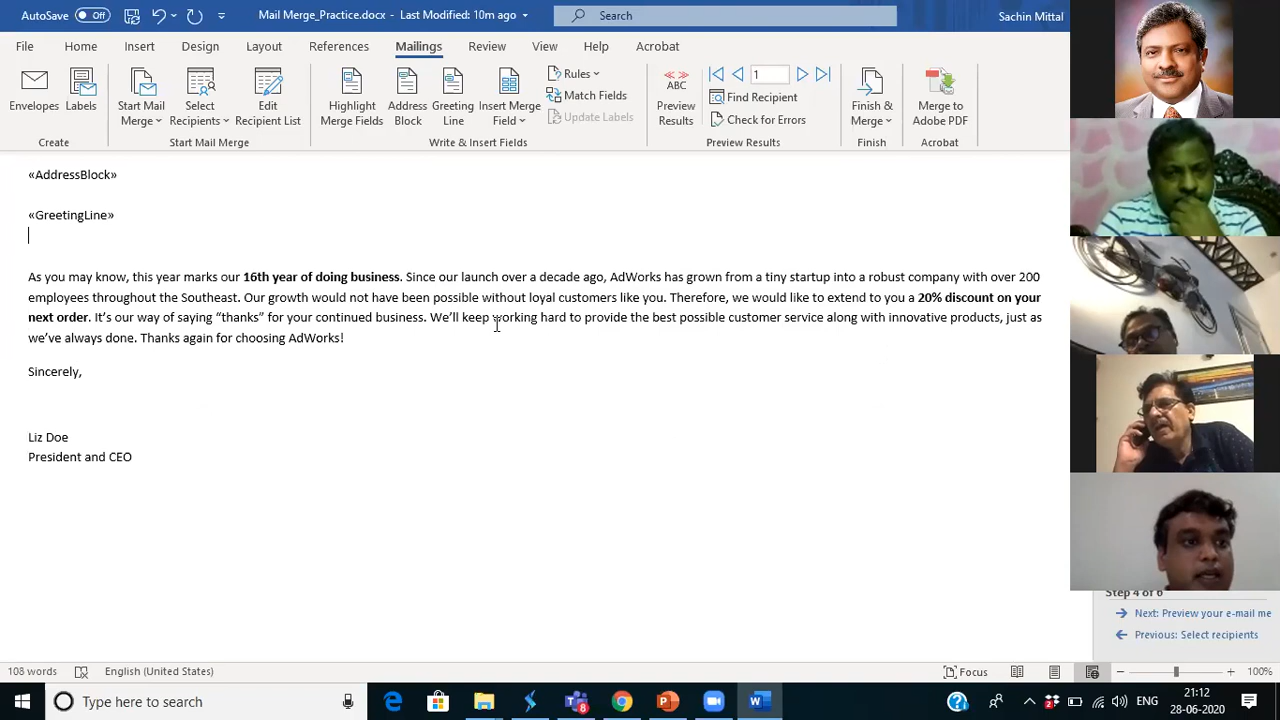 AutoSave Off Mail Merge_Practice.docx - Last Modified: 10m ago Search Sachin Mittal
File Home Insert Design Layout References Mailings Review View Help Acrobat
Envelopes Labels Start Mail Merge Select Recipients Edit Recipient List Highlight Merge Fields Address Block Greeting Line Insert Merge Field Rules Match Fields Update Labels ABC Preview Results 1 Find Recipient Check for Errors Finish & Merge Merge to Adobe PDF
Create Start Mail Merge Write & Insert Fields Preview Results Finish Acrobat
«AddressBlock»
«GreetingLine»
As you may know, this year marks our 16th year of doing business. Since our launch over a decade ago, AdWorks has grown from a tiny startup into a robust company with over 200
employees throughout the Southeast. Our growth would not have been possible without loyal customers like you. Therefore, we would like to extend to you a 20% discount on your
next order. It’s our way of saying “thanks” for your continued business. We’ll keep working hard to provide the best possible customer service along with innovative products, just as
we’ve always done. Thanks again for choosing AdWorks!
Sincerely,
Liz Doe
President and CEO
Step 4 of 6
Next: Preview your e-mail me
Previous: Select recipients
108 words English (United States) Focus 100%
Type here to search 8 2 ENG 21:12
28-06-2020